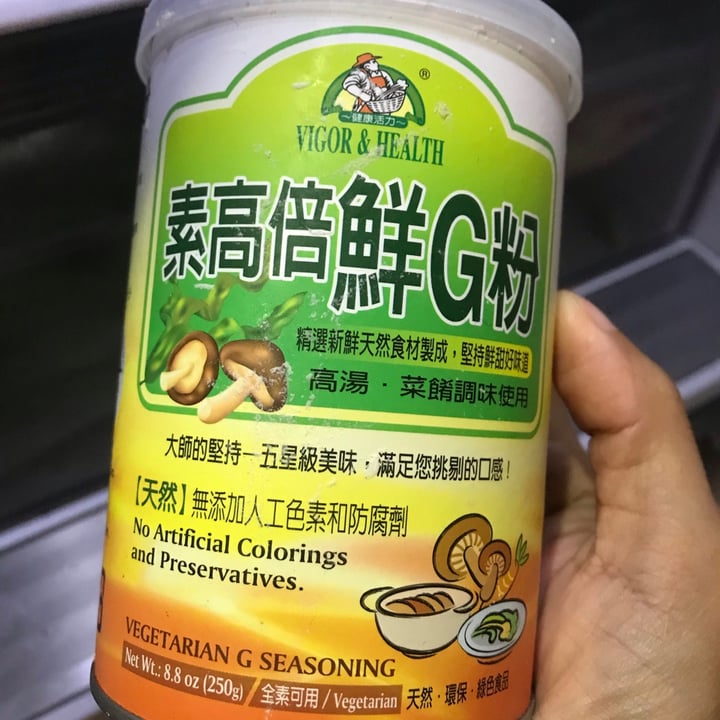 ®
~健康活力~
VIGOR & HEALTH
素高倍鮮G粉
精選新鮮天然食材製成，堅持鮮甜好味道
高湯．菜餚調味使用
大師的堅持一五星級美味，滿足您挑剔的口感！
【天然】無添加人工色素和防腐劑
No Artificial Colorings
and Preservatives.
VEGETARIAN G SEASONING
Net Wt.: 8.8 oz (250g) / 全素可用 / Vegetarian 天然．環保．綠色食品